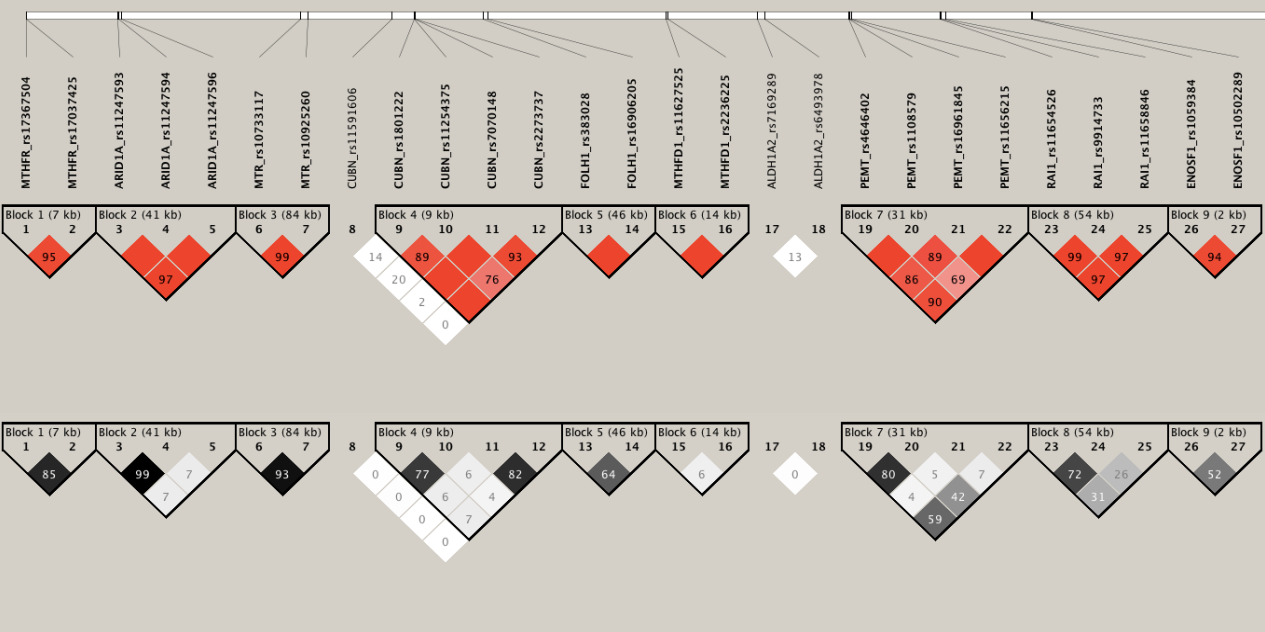 MTHFR_rs17367504
MTHFR_rs17037425
ARID1A_rs11247593
ARID1A_rs11247594
ARID1A_rs11247596
MTR_rs10733117
MTR_rs10925260
CUBN_rs11591606
CUBN_rs1801222
CUBN_rs11254375
CUBN_rs7070148
CUBN_rs2273737
FOLH1_rs383028
FOLH1_rs16906205
MTHFD1_rs11627525
MTHFD1_rs2236225
ALDH1A2_rs7169289
ALDH1A2_rs6493978
PEMT_rs4646402
PEMT_rs1108579
PEMT_rs16961845
PEMT_rs11656215
RAI1_rs11654526
RAI1_rs9914733
RAI1_rs11658846
ENOSF1_rs1059384
ENOSF1_rs10502289
Block 1 (7 kb) Block 2 (41 kb) Block 3 (84 kb) Block 4 (9 kb) Block 5 (46 kb) Block 6 (14 kb) Block 7 (31 kb) Block 8 (54 kb) Block 9 (2 kb)
1 2 3 4 5 6 7 8 9 10 11 12 13 14 15 16 17 18 19 20 21 22 23 24 25 26 27
95 99 14 89 93 13 89 99 97 94
97 20 76 86 69 97
2 90
0
Block 1 (7 kb) Block 2 (41 kb) Block 3 (84 kb) Block 4 (9 kb) Block 5 (46 kb) Block 6 (14 kb) Block 7 (31 kb) Block 8 (54 kb) Block 9 (2 kb)
1 2 3 4 5 6 7 8 9 10 11 12 13 14 15 16 17 18 19 20 21 22 23 24 25 26 27
85 99 7 93 0 77 6 82 64 6 0 80 5 7 72 26 52
7 0 6 4 4 42 31
0 7 59
0